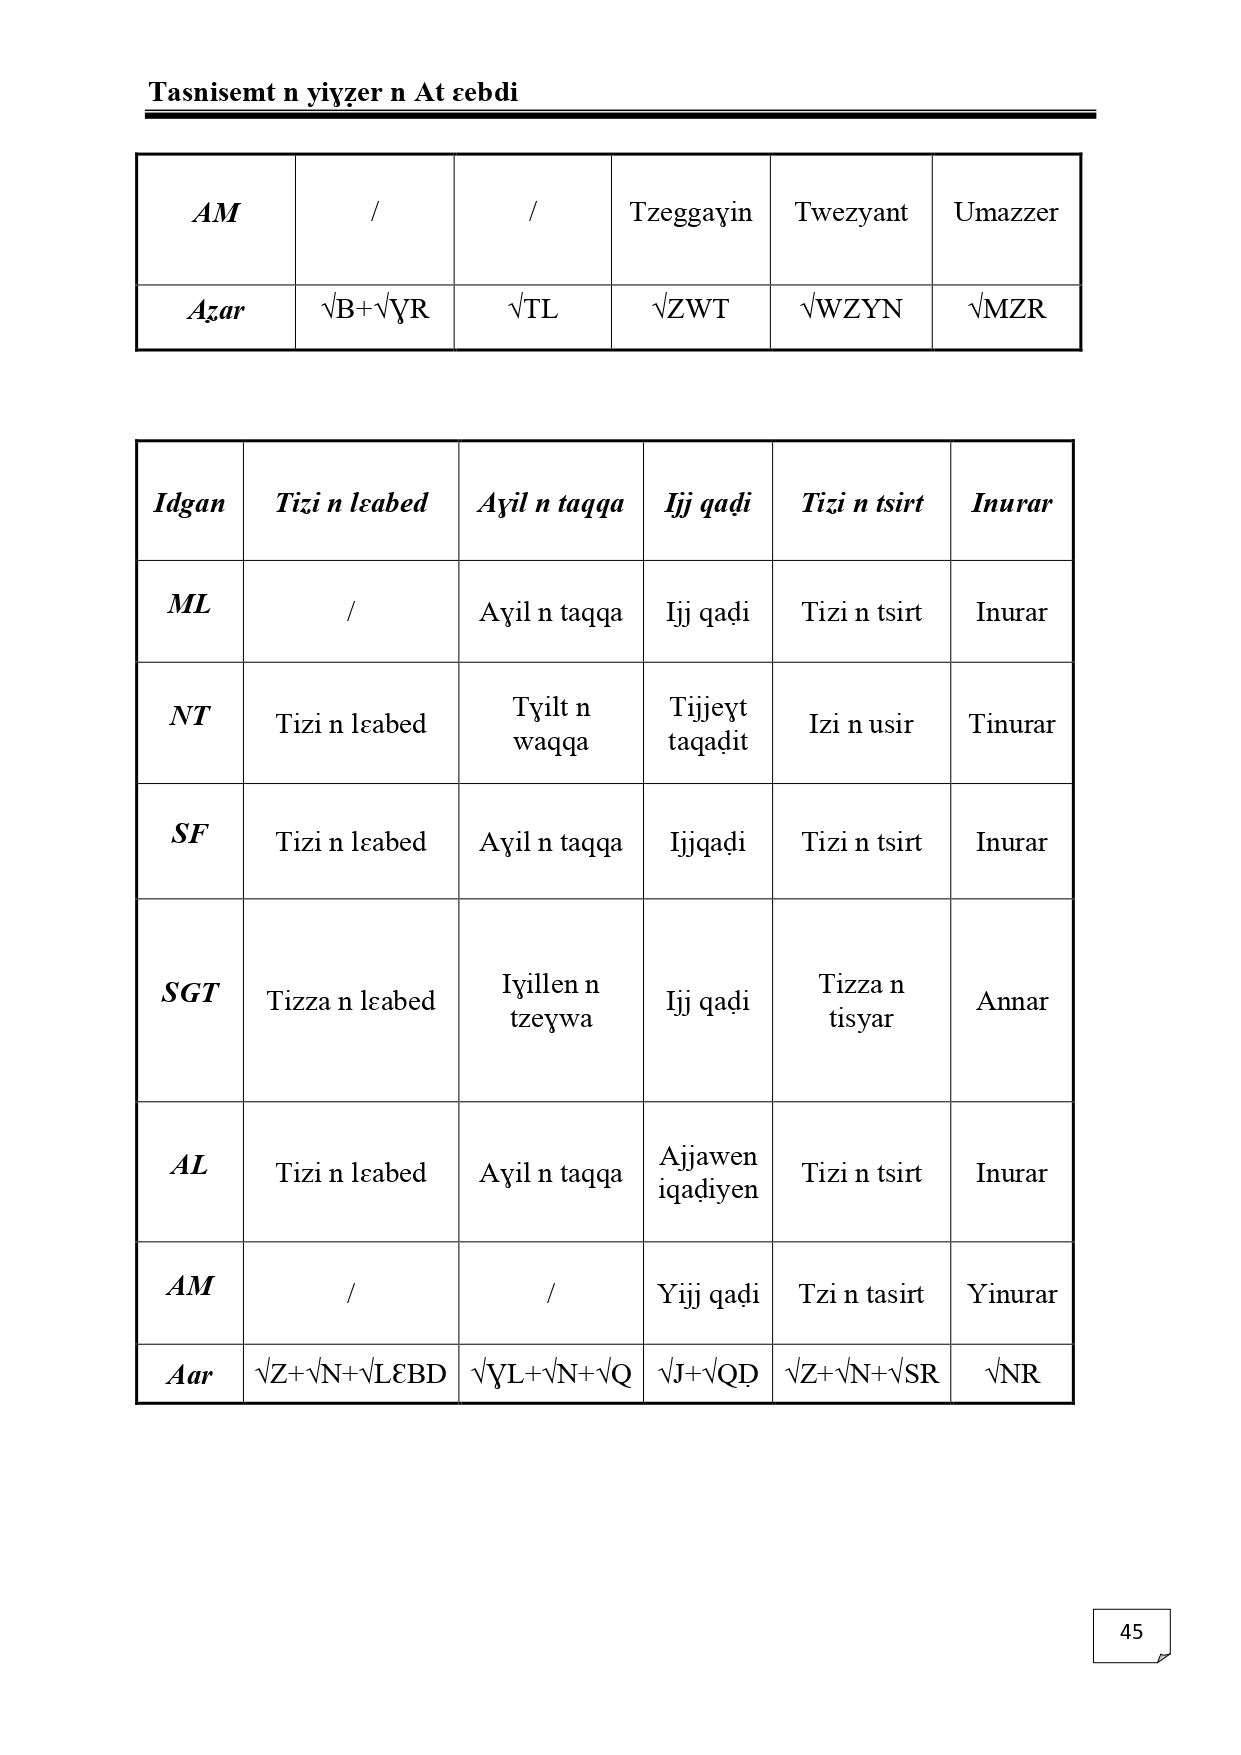 Tasnisemt n yiɣẓer n At ɛebdi
AM / / Tzeggaɣin Twezyant Umazzer
Aẓar √B+√ƔR √TL √ZWT √WZYN √MZR
Idgan Tizi n lɛabed Aɣil n taqqa Ijj qaḍi Tizi n tsirt Inurar
ML / Aɣil n taqqa Ijj qaḍi Tizi n tsirt Inurar
NT Tizi n lɛabed Tɣilt n waqqa Tijjeɣt taqaḍit Izi n usir Tinurar
SF Tizi n lɛabed Aɣil n taqqa Ijjqaḍi Tizi n tsirt Inurar
SGT Tizza n lɛabed Iɣillen n tzeɣwa Ijj qaḍi Tizza n tisyar Annar
AL Tizi n lɛabed Aɣil n taqqa Ajjawen iqaḍiyen Tizi n tsirt Inurar
AM / / Yijj qaḍi Tzi n tasirt Yinurar
Aar √Z+√N+√LƐBD √ƔL+√N+√Q √J+√QḌ √Z+√N+√SR √NR
45